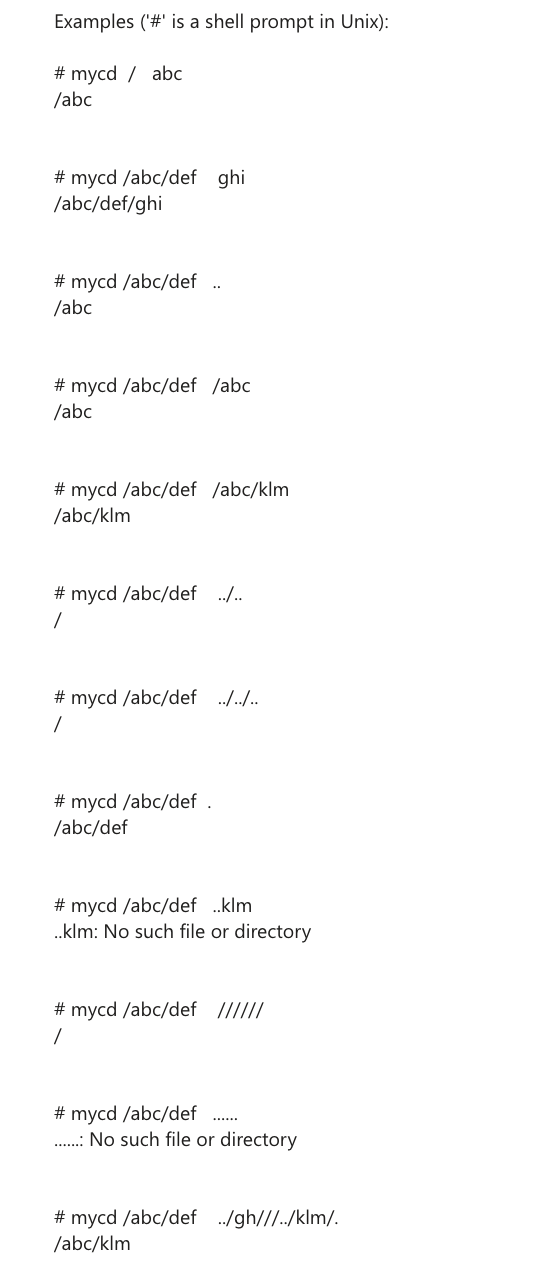 Examples ('#' is a shell prompt in Unix):
# mycd  /   abc
/abc
# mycd /abc/def    ghi
/abc/def/ghi
# mycd /abc/def   ..
/abc
# mycd /abc/def   /abc
/abc
# mycd /abc/def   /abc/klm
/abc/klm
# mycd /abc/def    ../..
/
# mycd /abc/def    ../../..
/
# mycd /abc/def  .
/abc/def
# mycd /abc/def   ..klm
..klm: No such file or directory
# mycd /abc/def    //////
/
# mycd /abc/def   ......
......: No such file or directory
# mycd /abc/def    ../gh///../klm/.
/abc/klm